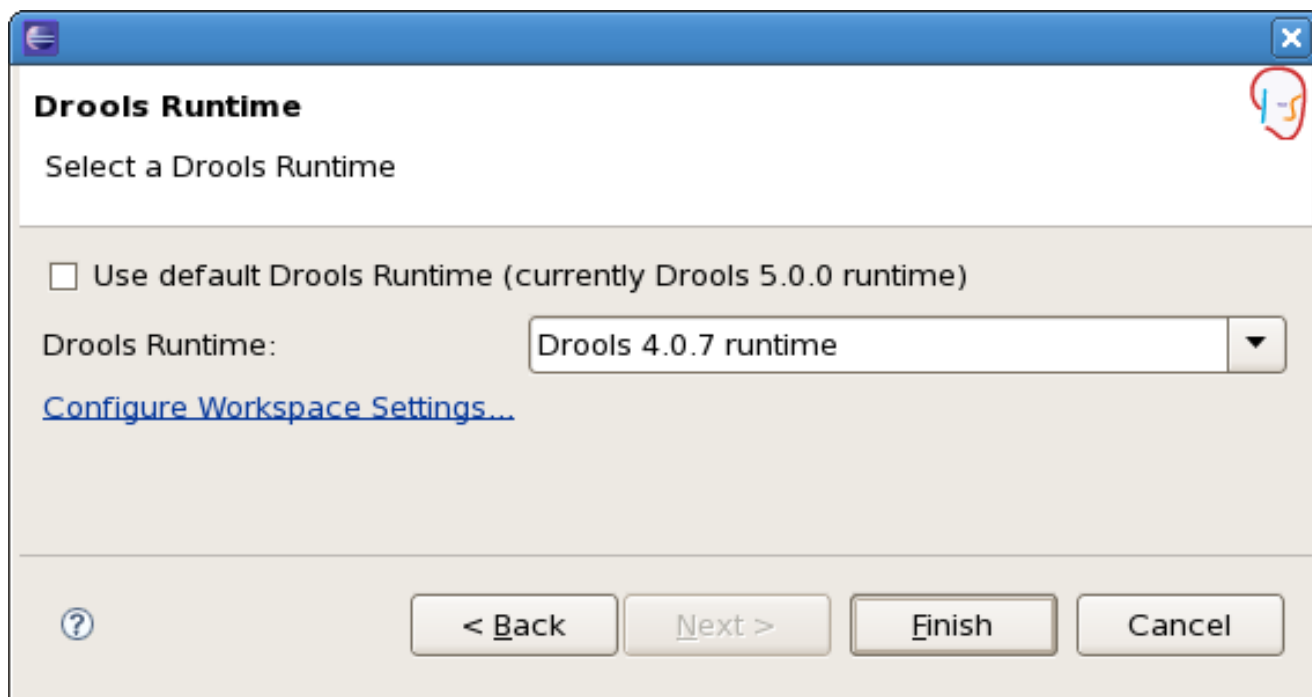 Drools Runtime
Select a Drools Runtime
Use default Drools Runtime (currently Drools 5.0.0 runtime)
Drools Runtime: Drools 4.0.7 runtime
Configure Workspace Settings...
< Back Next > Finish Cancel